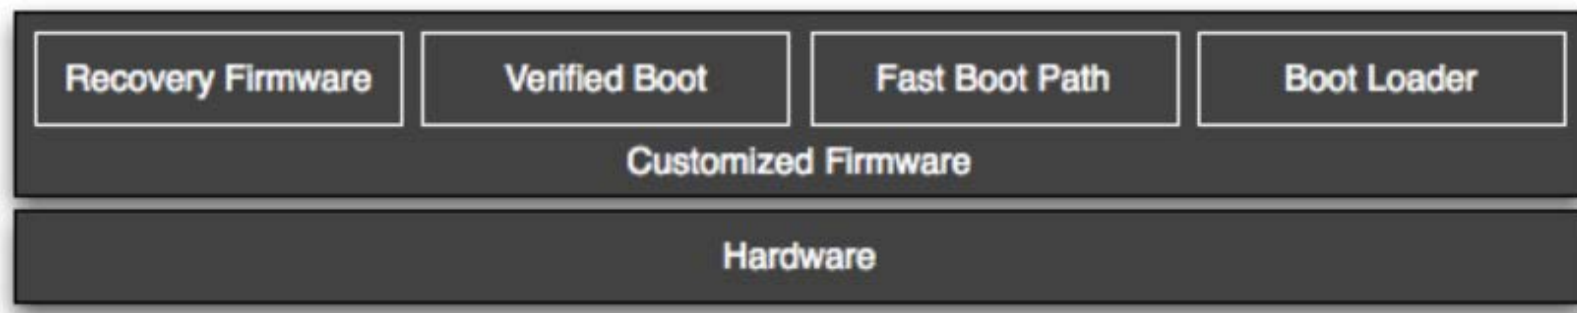 Recovery Firmware
Verified Boot
Fast Boot Path
Boot Loader
Customized Firmware
Hardware